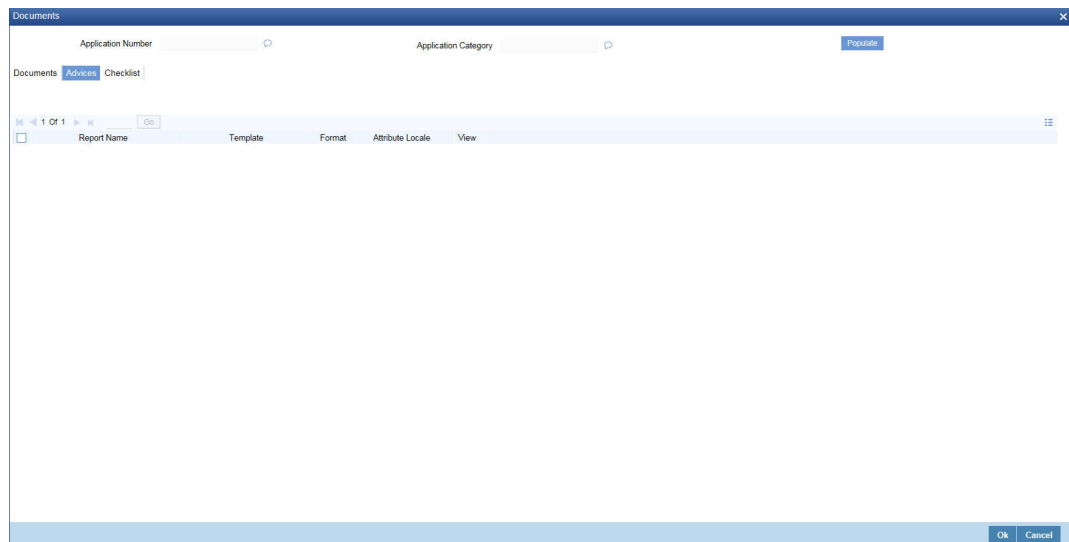 Documents
Application Number Application Category Populate
Documents Advices Checklist
1 Of 1 Go
Report Name Template Format Attribute Locale View
Ok Cancel